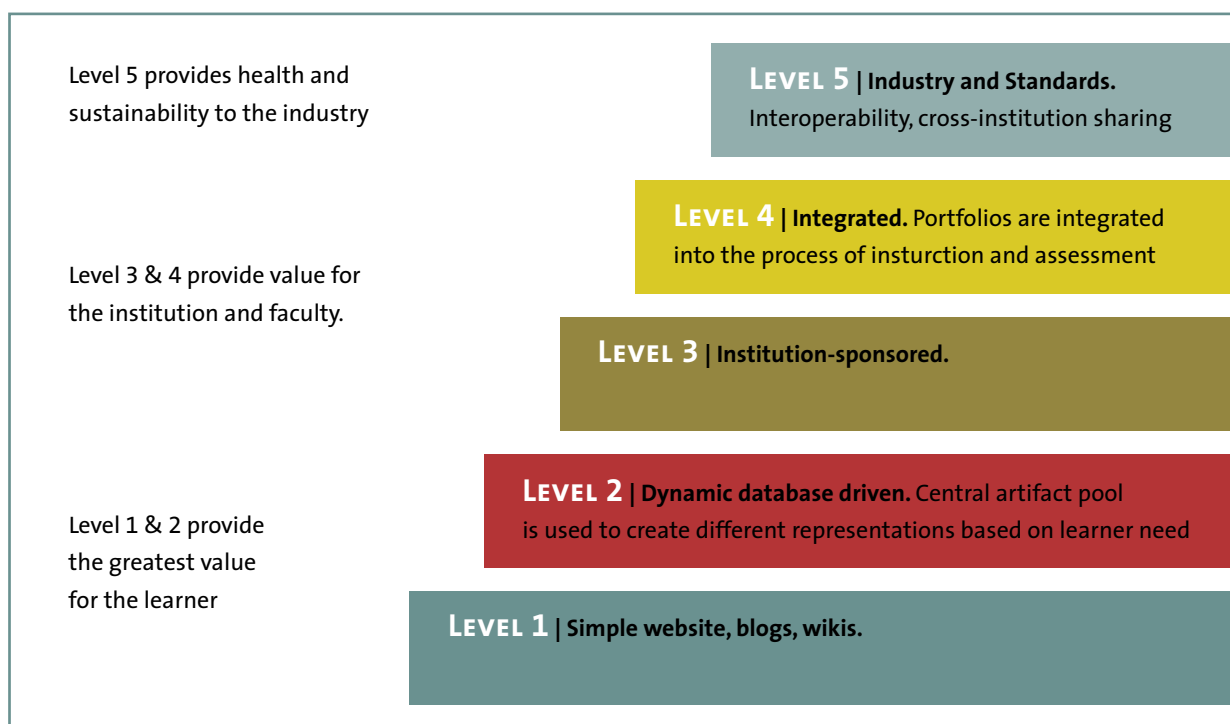 Level 5 provides health and
sustainability to the industry
LEVEL 5 | Industry and Standards.
Interoperability, cross-institution sharing
LEVEL 4 | Integrated. Portfolios are integrated
into the process of insturction and assessment
Level 3 & 4 provide value for
the institution and faculty.
LEVEL 3 | Institution-sponsored.
LEVEL 2 | Dynamic database driven. Central artifact pool
is used to create different representations based on learner need
Level 1 & 2 provide
the greatest value
for the learner
LEVEL 1 | Simple website, blogs, wikis.